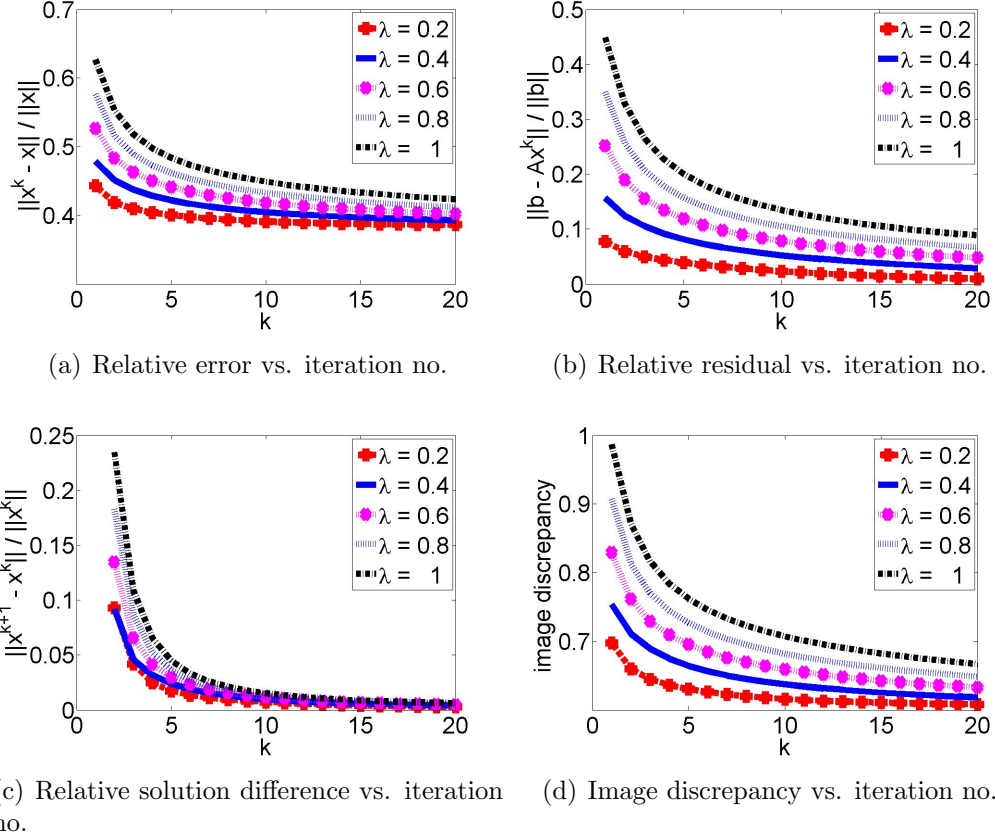 0.7
0.6
0.5
0.4
||x^k - x|| / ||x||
0 5 10 15 20
k
λ = 0.2
λ = 0.4
λ = 0.6
λ = 0.8
λ = 1
(a) Relative error vs. iteration no.
0.5
0.4
0.3
0.2
0.1
0
||b - Ax^k|| / ||b||
0 5 10 15 20
k
λ = 0.2
λ = 0.4
λ = 0.6
λ = 0.8
λ = 1
(b) Relative residual vs. iteration no.
0.25
0.2
0.15
0.1
0.05
0
||x^{k+1} - x^k|| / ||x^k||
0 5 10 15 20
k
λ = 0.2
λ = 0.4
λ = 0.6
λ = 0.8
λ = 1
c) Relative solution difference vs. iteration
no.
1
0.9
0.8
0.7
image discrepancy
0 5 10 15 20
k
λ = 0.2
λ = 0.4
λ = 0.6
λ = 0.8
λ = 1
(d) Image discrepancy vs. iteration no.